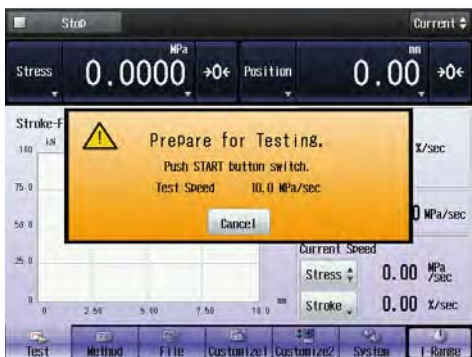 Stop
Current
Stress
MPa
0.0000
→0←
Position
mm
0.00
→0←
Stroke-F
kN
100
75.0
50.0
25.0
0
0 2.50 5.00 7.50 10.0 mm
Prepare for Testing.
Push START button switch.
Test Speed 10.0 MPa/sec
Cancel
%/sec
0 MPa/sec
Current Speed
Stress 0.00 MPa/sec
Stroke 0.00 %/sec
Test Method File Customize1 Customize2 System i-Range